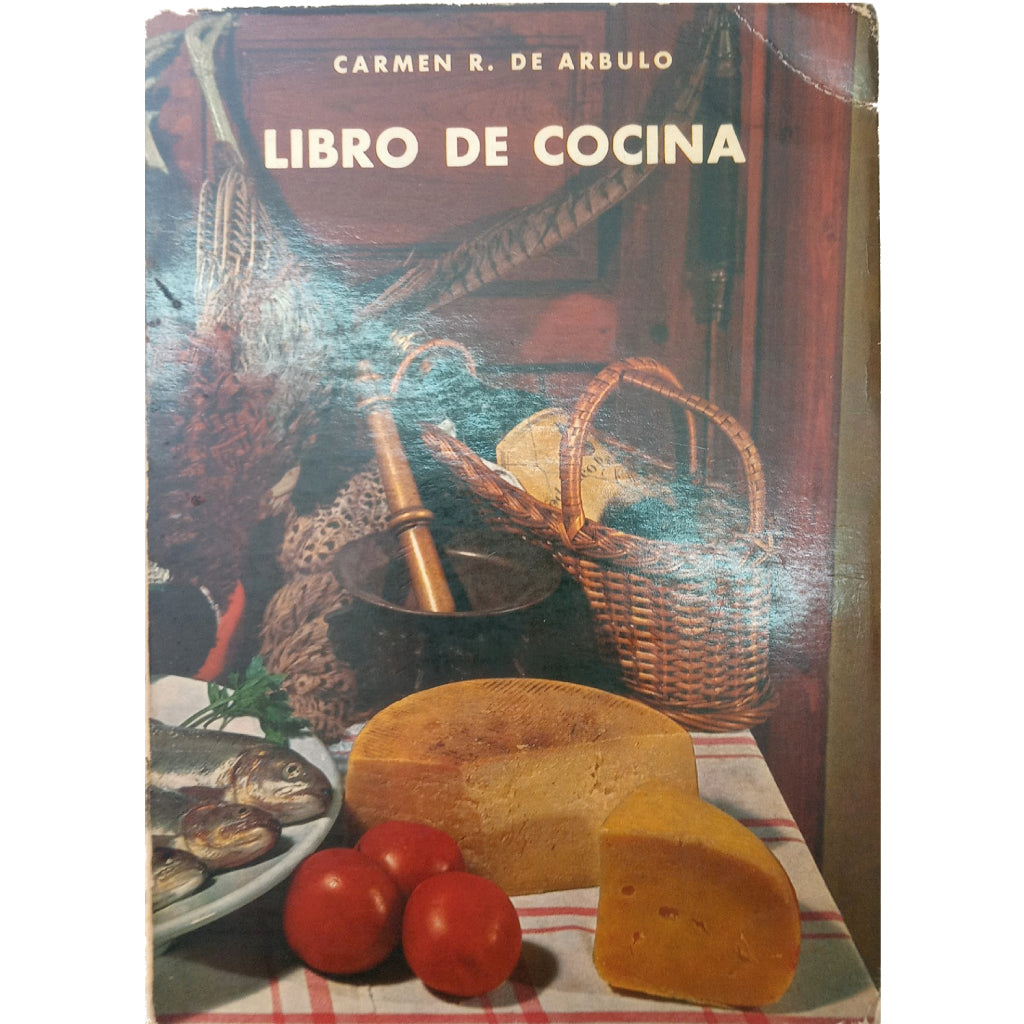 CARMEN R. DE ARBULO
LIBRO DE COCINA